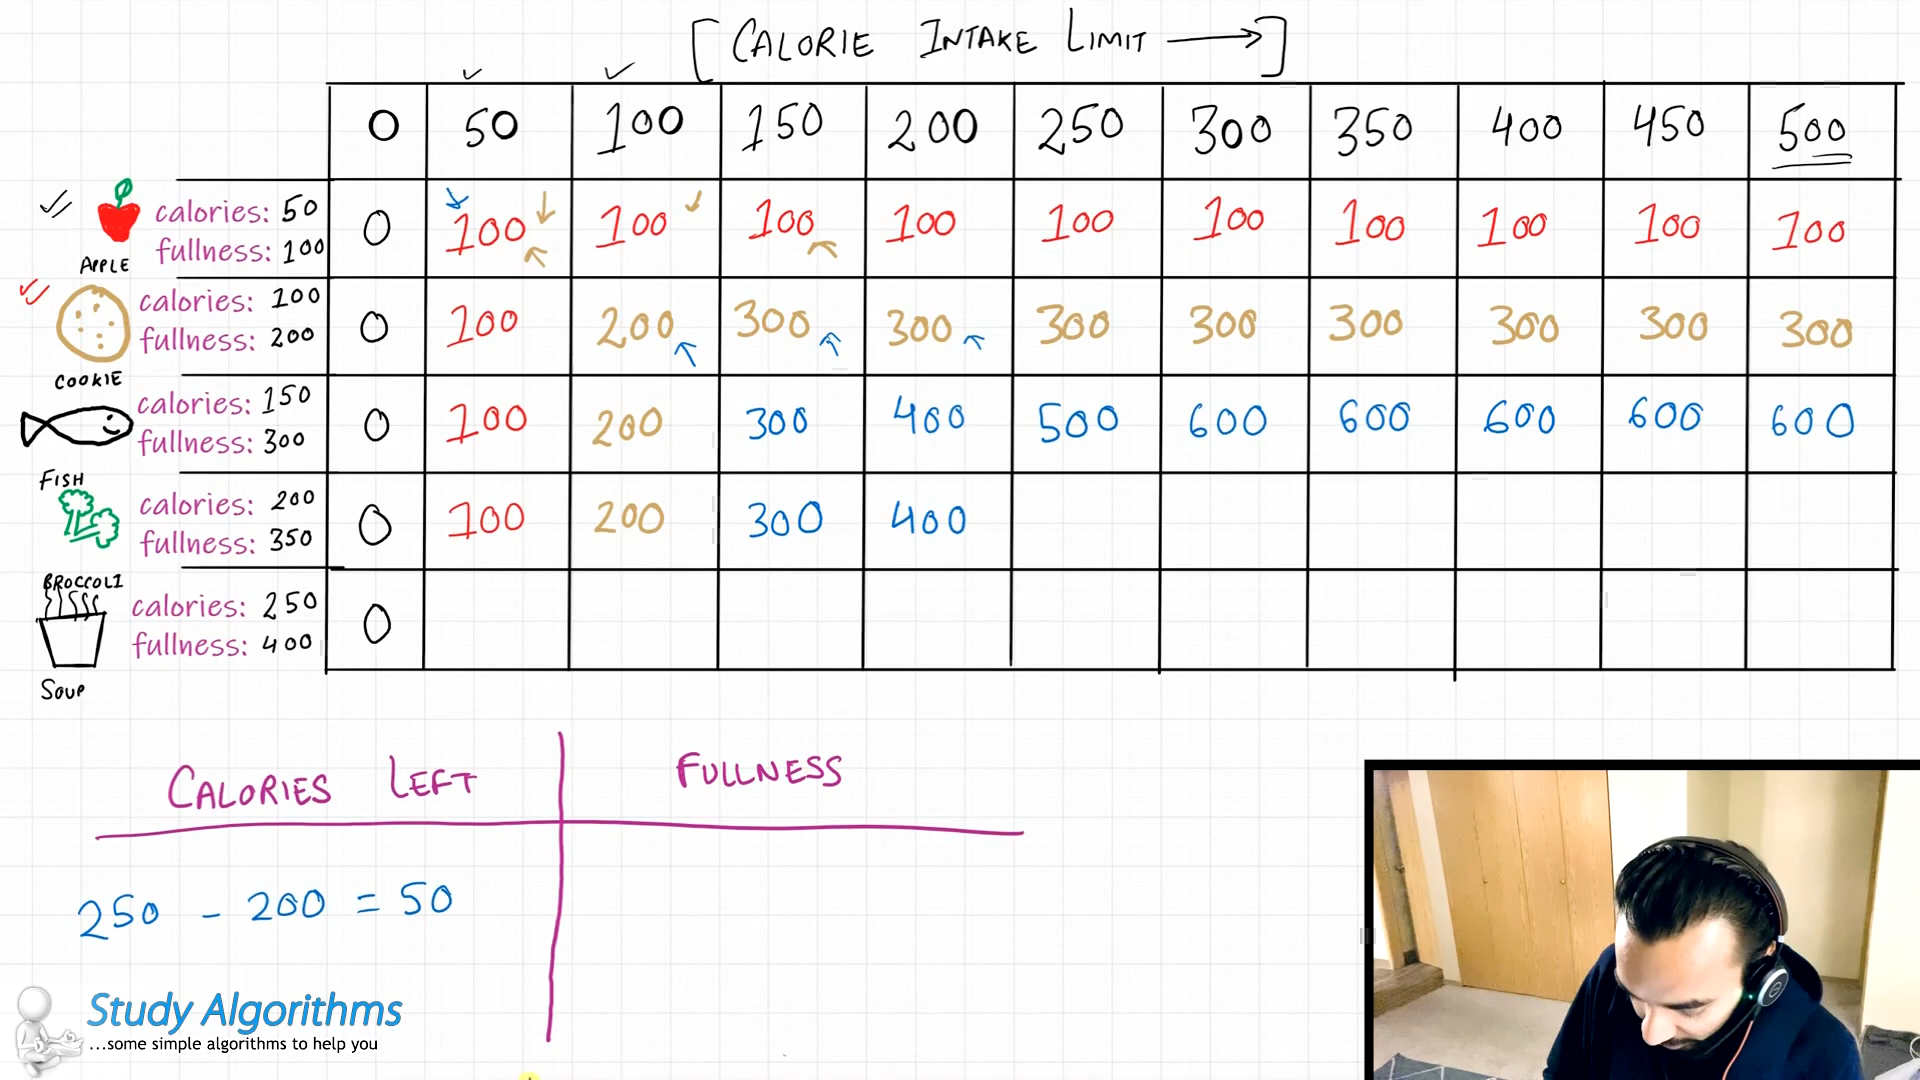 [CALORIE INTAKE LIMIT →]
0 50 100 150 200 250 300 350 400 450 500
calories: 50
fullness: 100
APPLE
0 100 100 100 100 100 100 100 100 100 100
calories: 100
fullness: 200
COOKIE
0 100 200 300 300 300 300 300 300 300 300
calories: 150
fullness: 300
FISH
0 100 200 300 400 500 600 600 600 600 600
calories: 200
fullness: 350
BROCCOLI
0 100 200 300 400
calories: 250
fullness: 400
SOUP
0
CALORIES LEFT
FULLNESS
250 - 200 = 50
Study Algorithms
...some simple algorithms to help you